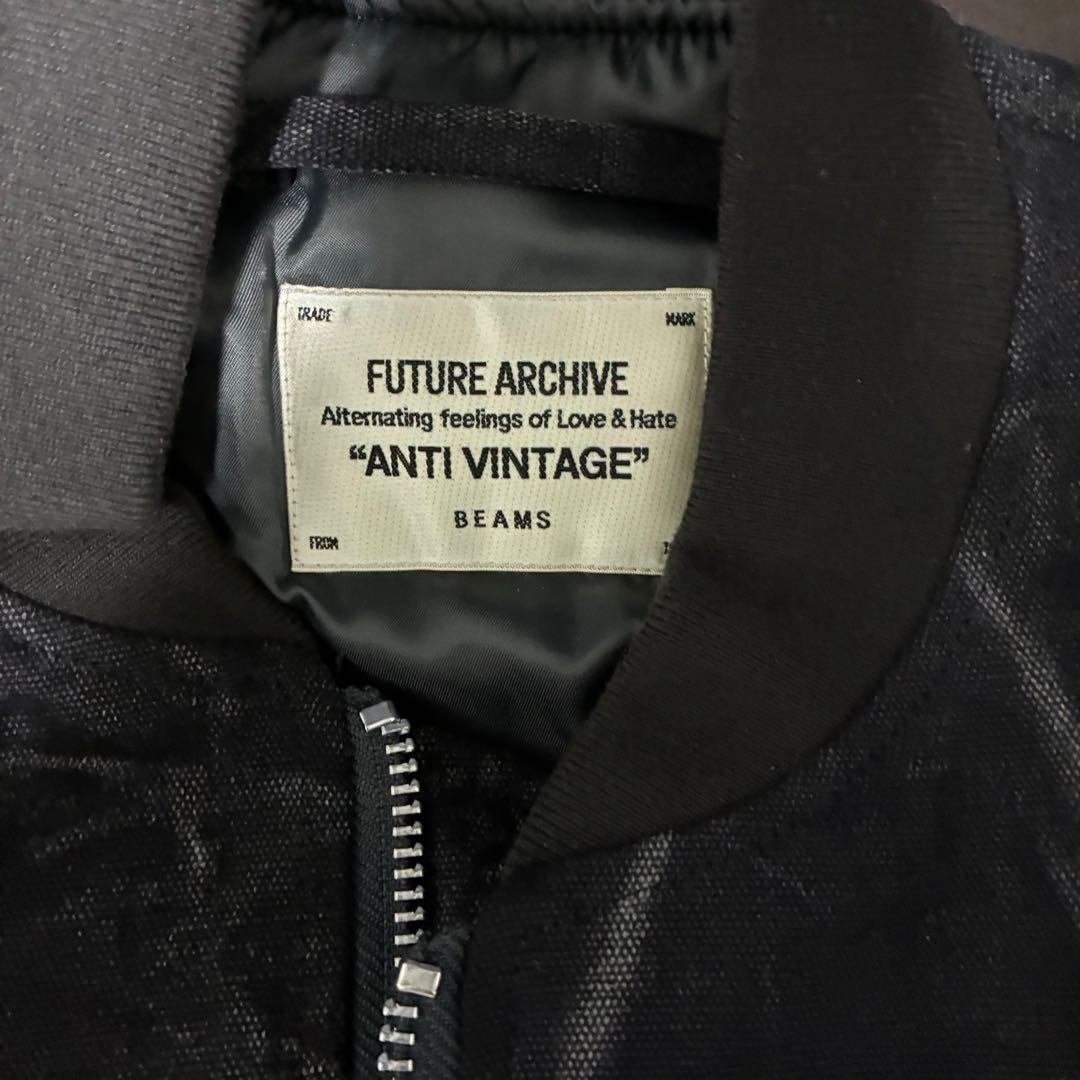 TRADE MARK
FUTURE ARCHIVE
Alternating feelings of Love & Hate
“ANTI VINTAGE”
BEAMS
FROM